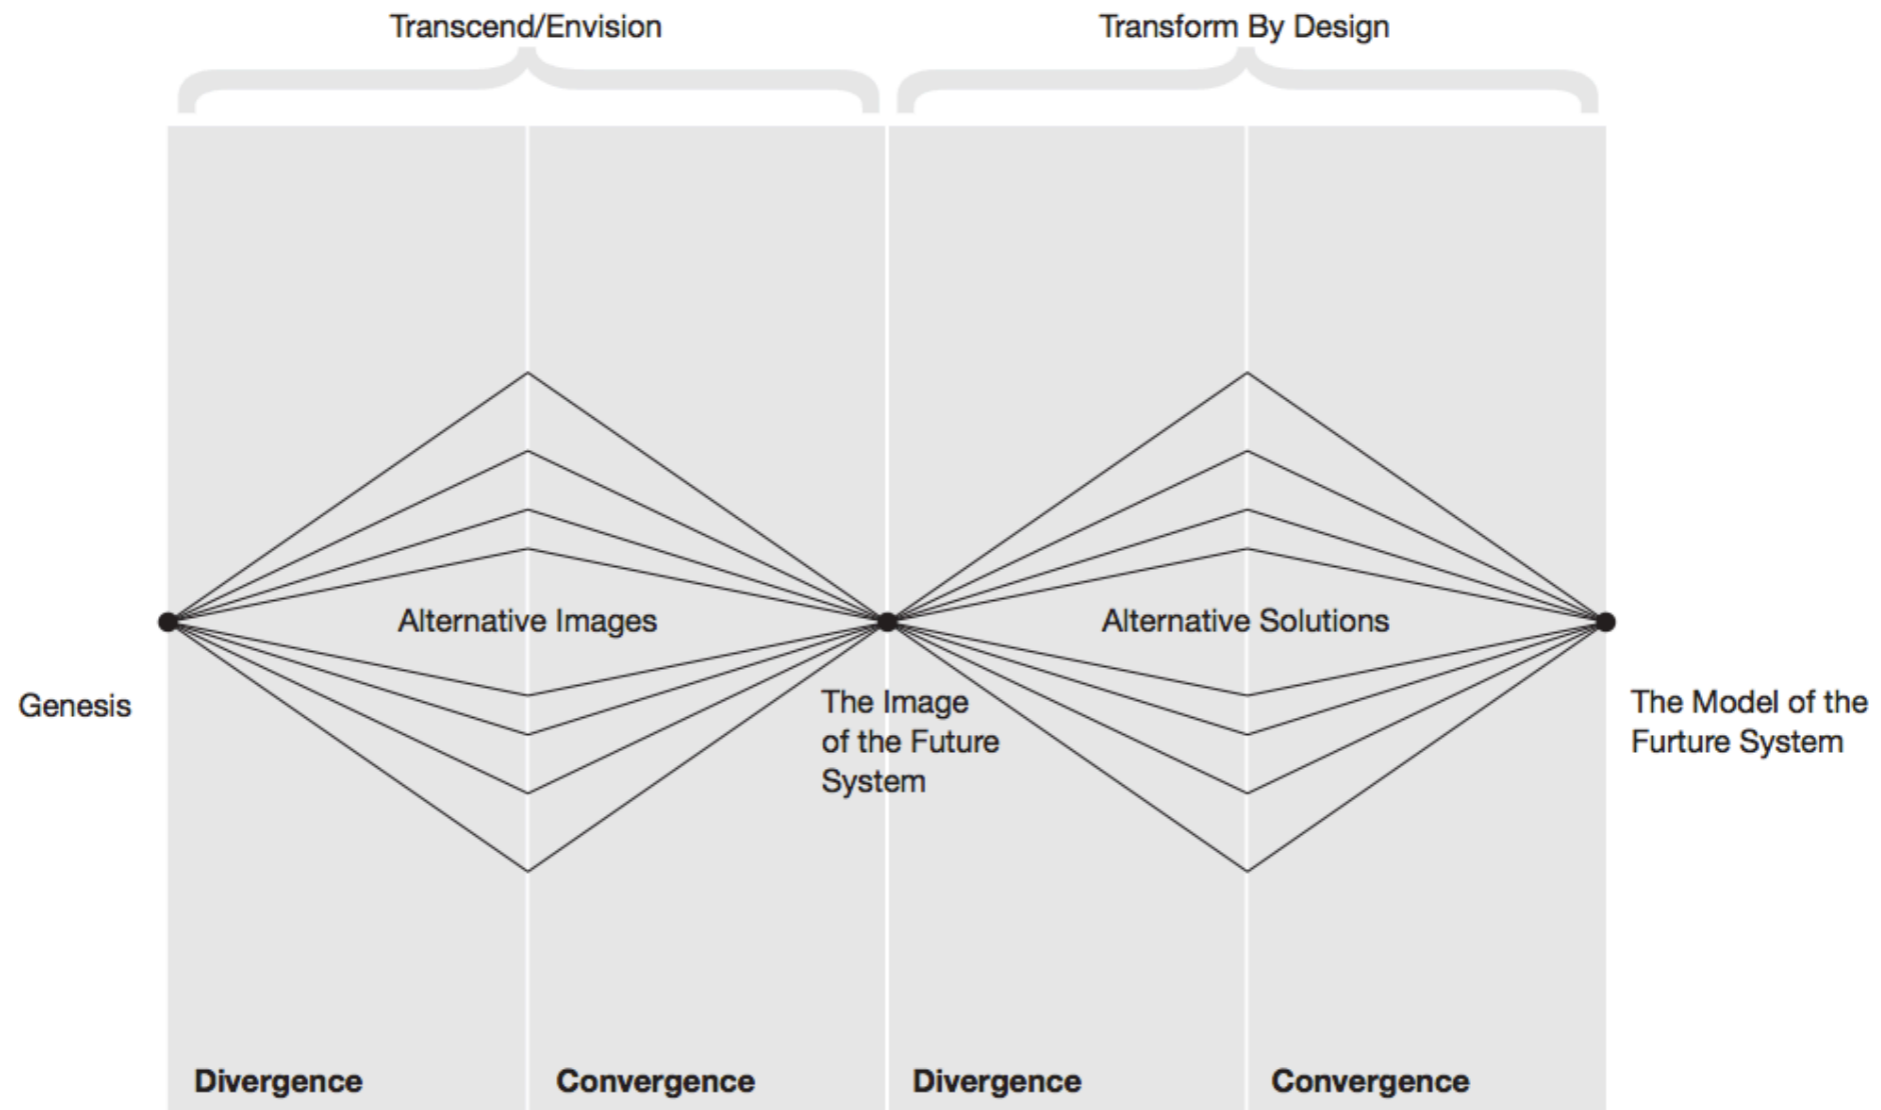 Transcend/Envision
Transform By Design
Alternative Images
Alternative Solutions
Genesis
The Image
of the Future
System
The Model of the
Furture System
Divergence
Convergence
Divergence
Convergence